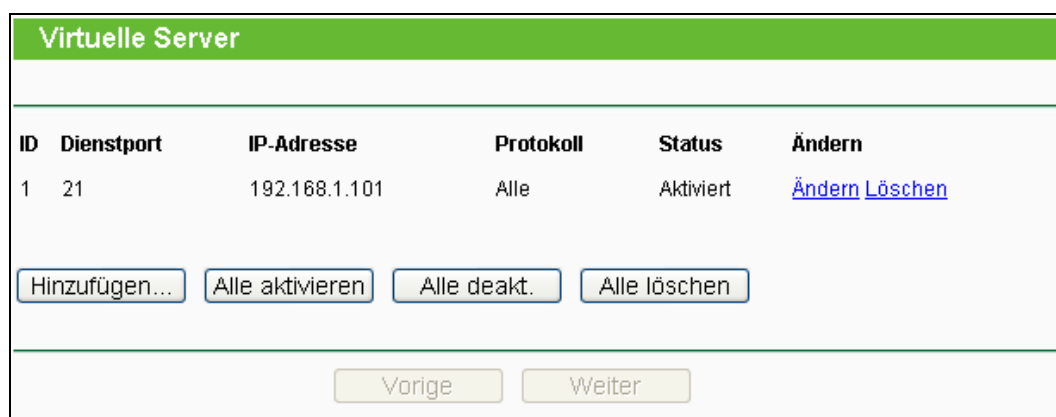 Virtuelle Server
ID Dienstport IP-Adresse Protokoll Status Ändern
1 21 192.168.1.101 Alle Aktiviert Ändern Löschen
Hinzufügen... Alle aktivieren Alle deakt. Alle löschen
Vorige Weiter